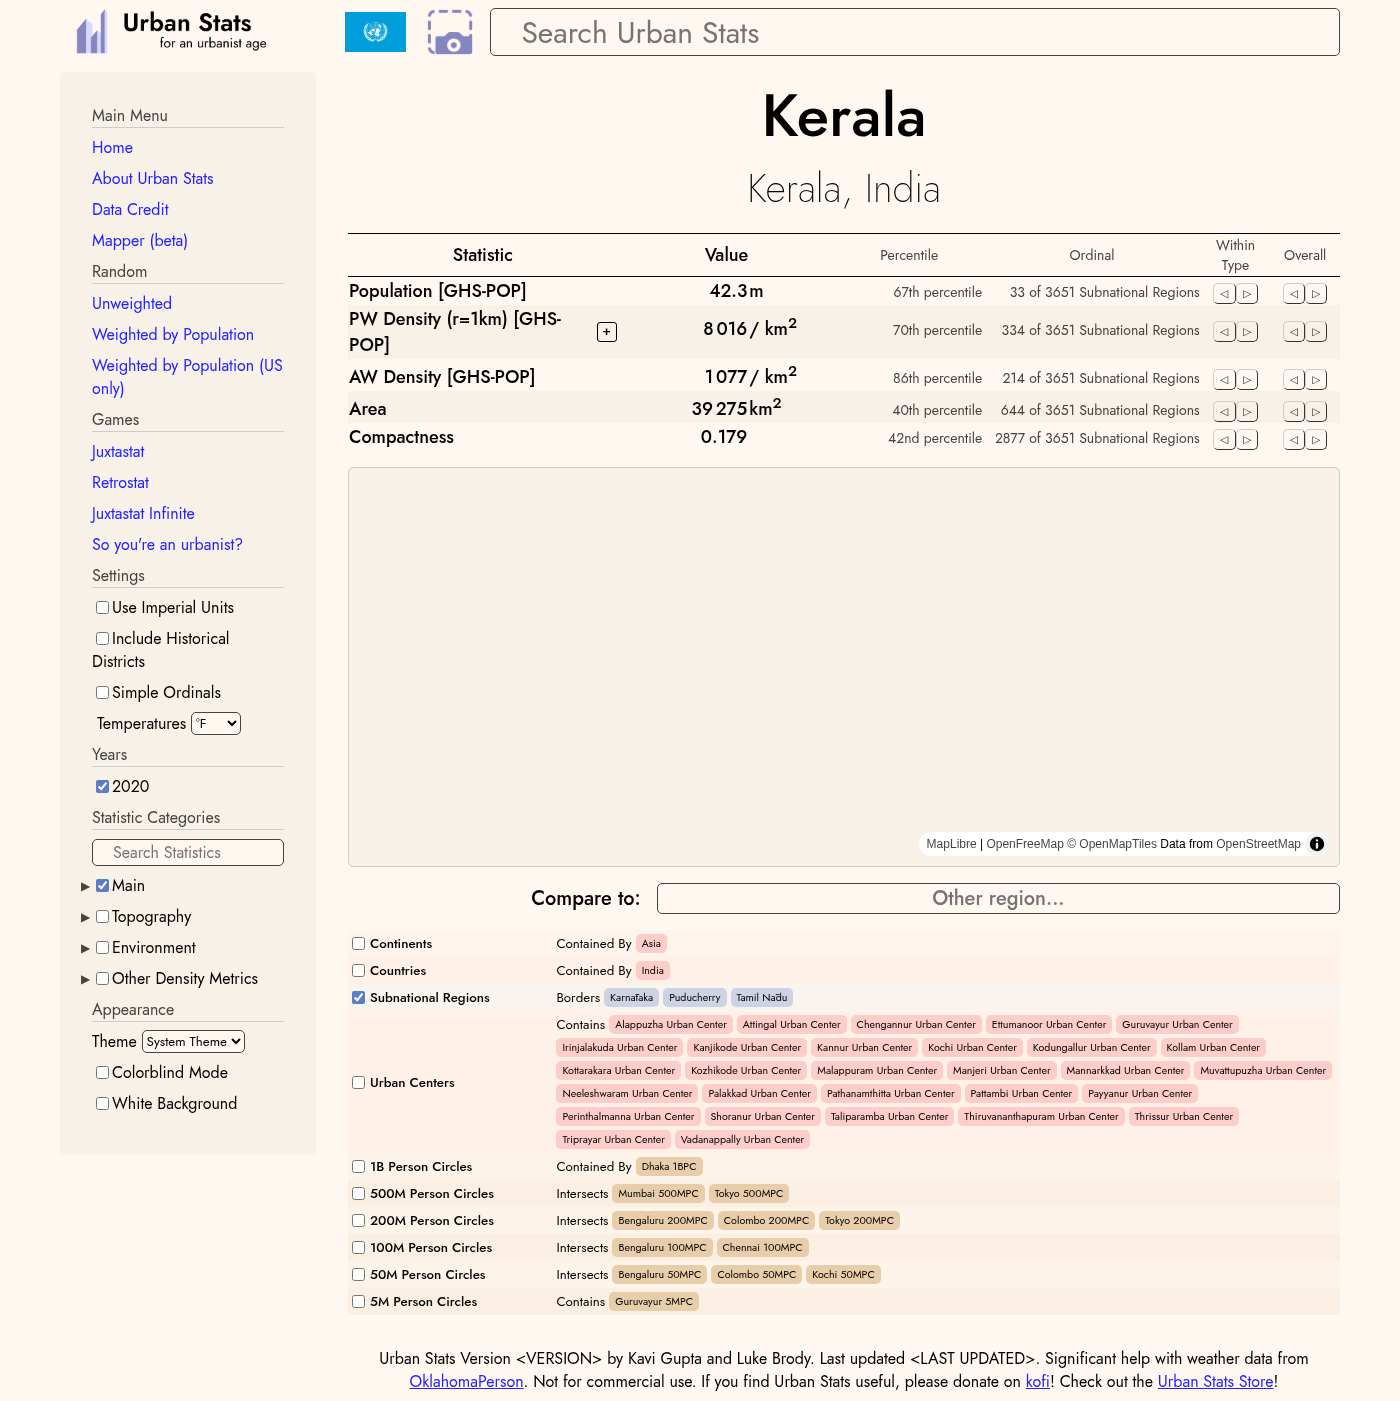 Urban Stats
for an urbanist age
Search Urban Stats
Main Menu
Home
About Urban Stats
Data Credit
Mapper (beta)
Random
Unweighted
Weighted by Population
Weighted by Population (US
only)
Games
Juxtastat
Retrostat
Juxtastat Infinite
So you're an urbanist?
Settings
Use Imperial Units
Include Historical
Districts
Simple Ordinals
Temperatures °F
Years
2020
Statistic Categories
Search Statistics
Main
Topography
Environment
Other Density Metrics
Appearance
Theme System Theme
Colorblind Mode
White Background
Kerala
Kerala, India
Statistic Value Percentile Ordinal Within Type Overall
Population [GHS-POP] 42.3m 67th percentile 33 of 3651 Subnational Regions
PW Density (r=1km) [GHS-
POP] + 8 016/ km² 70th percentile 334 of 3651 Subnational Regions
AW Density [GHS-POP] 1 077/ km² 86th percentile 214 of 3651 Subnational Regions
Area 39 275km² 40th percentile 644 of 3651 Subnational Regions
Compactness 0.179 42nd percentile 2877 of 3651 Subnational Regions
MapLibre | OpenFreeMap © OpenMapTiles Data from OpenStreetMap
Compare to: Other region...
Continents Contained By Asia
Countries Contained By India
Subnational Regions Borders Karnātaka Puducherry Tamil Nādu
Urban Centers
Contains Alappuzha Urban Center Attingal Urban Center Chengannur Urban Center Ettumanoor Urban Center Guruvayur Urban Center
Irinjalakuda Urban Center Kanjikode Urban Center Kannur Urban Center Kochi Urban Center Kodungallur Urban Center Kollam Urban Center
Kottarakara Urban Center Kozhikode Urban Center Malappuram Urban Center Manjeri Urban Center Mannarkkad Urban Center Muvattupuzha Urban Center
Neeleshwaram Urban Center Palakkad Urban Center Pathanamthitta Urban Center Pattambi Urban Center Payyanur Urban Center
Perinthalmanna Urban Center Shoranur Urban Center Taliparamba Urban Center Thiruvananthapuram Urban Center Thrissur Urban Center
Triprayar Urban Center Vadanappally Urban Center
1B Person Circles Contained By Dhaka 1BPC
500M Person Circles Intersects Mumbai 500MPC Tokyo 500MPC
200M Person Circles Intersects Bengaluru 200MPC Colombo 200MPC Tokyo 200MPC
100M Person Circles Intersects Bengaluru 100MPC Chennai 100MPC
50M Person Circles Intersects Bengaluru 50MPC Colombo 50MPC Kochi 50MPC
5M Person Circles Contains Guruvayur 5MPC
Urban Stats Version <VERSION> by Kavi Gupta and Luke Brody. Last updated <LAST UPDATED>. Significant help with weather data from
OklahomaPerson. Not for commercial use. If you find Urban Stats useful, please donate on kofi! Check out the Urban Stats Store!